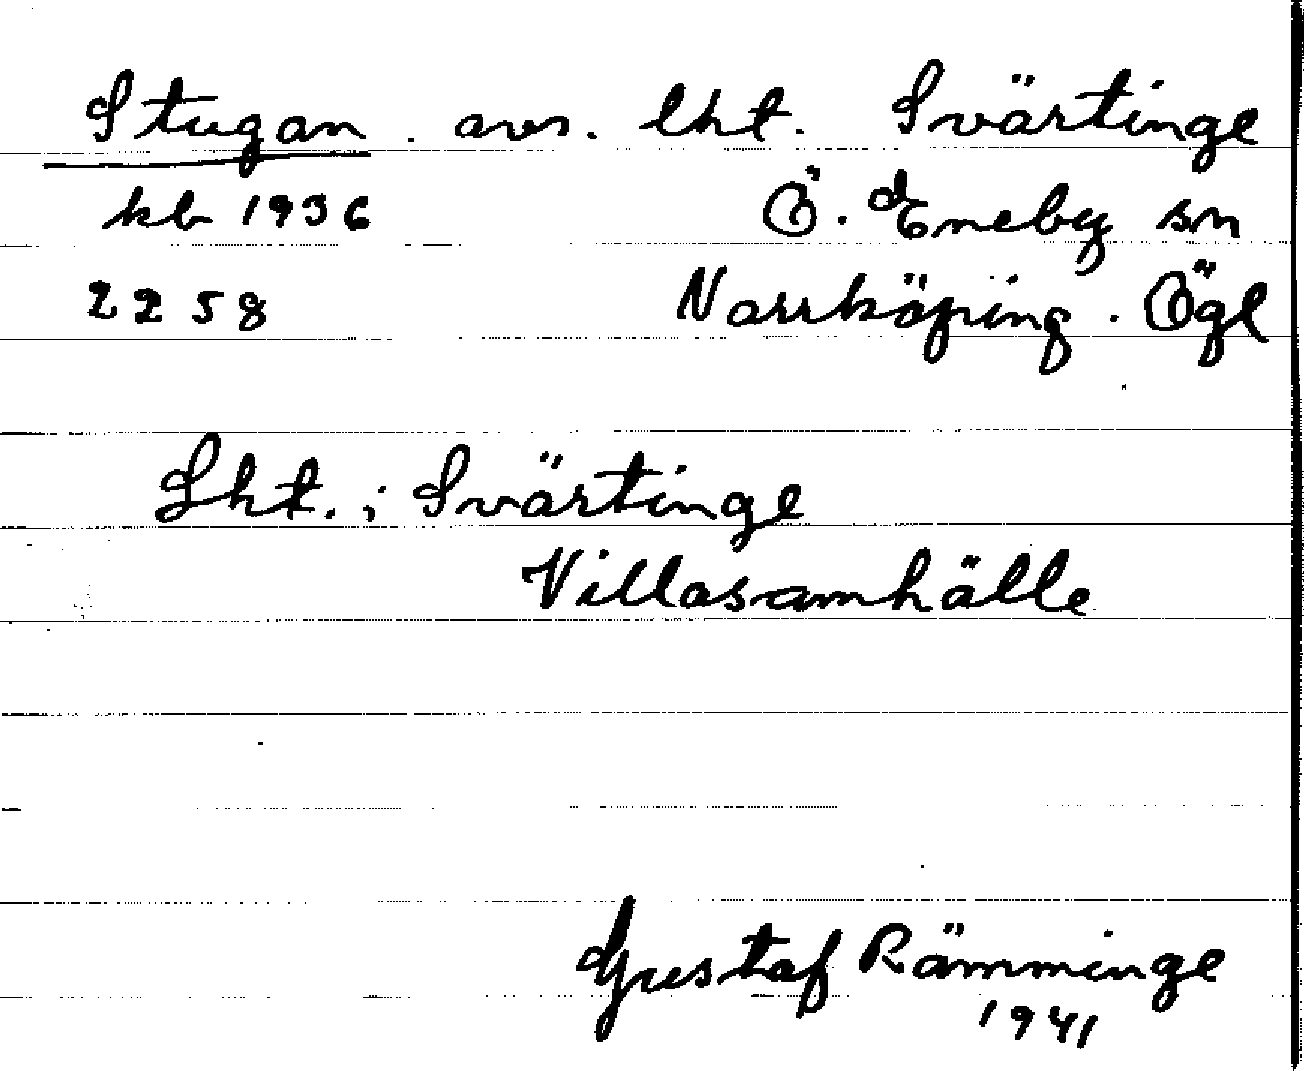 Stugan . avs. lht. Svärtinge
kb 1936 Ö. Eneby sn
2258 Norrköping . Ögl
Lht. i Svärtinge
Villasamhälle
Gustaf Rämminge
1941